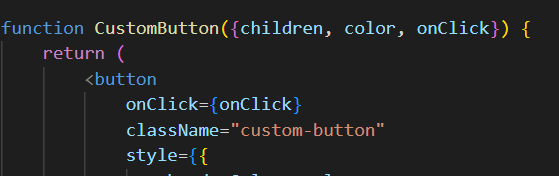 function CustomButton({children, color, onClick}) {
return (
<button
onClick={onClick}
className="custom-button"
style={{